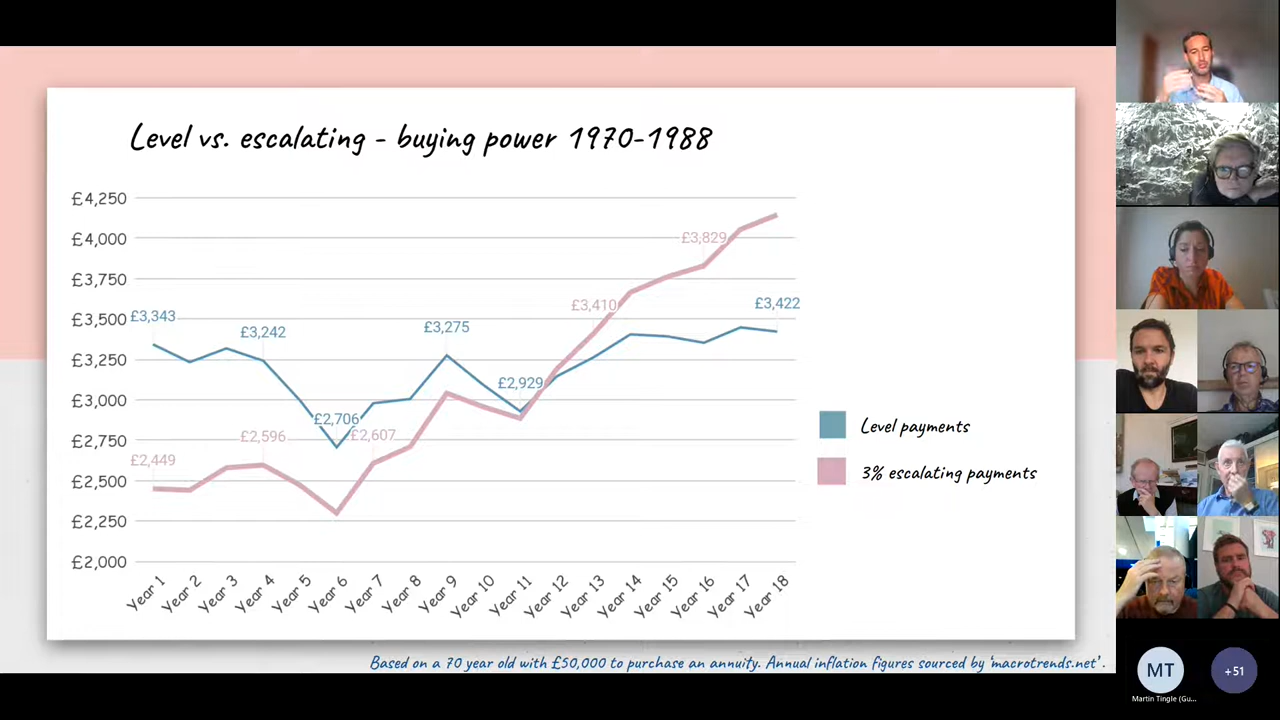 Level vs. escalating - buying power 1970-1988
£4,250
£4,000
£3,750
£3,500
£3,250
£3,000
£2,750
£2,500
£2,250
£2,000
£3,343
£3,242
£2,706
£3,275
£2,929
£3,422
£2,449
£2,596
£2,607
£3,410
£3,829
Year 1
Year 2
Year 3
Year 4
Year 5
Year 6
Year 7
Year 8
Year 9
Year 10
Year 11
Year 12
Year 13
Year 14
Year 15
Year 16
Year 17
Year 18
Level payments
3% escalating payments
Based on a 70 year old with £50,000 to purchase an annuity. Annual inflation figures sourced by 'macrotrends.net'.
MT
+51
Martin Tingle (Gu...